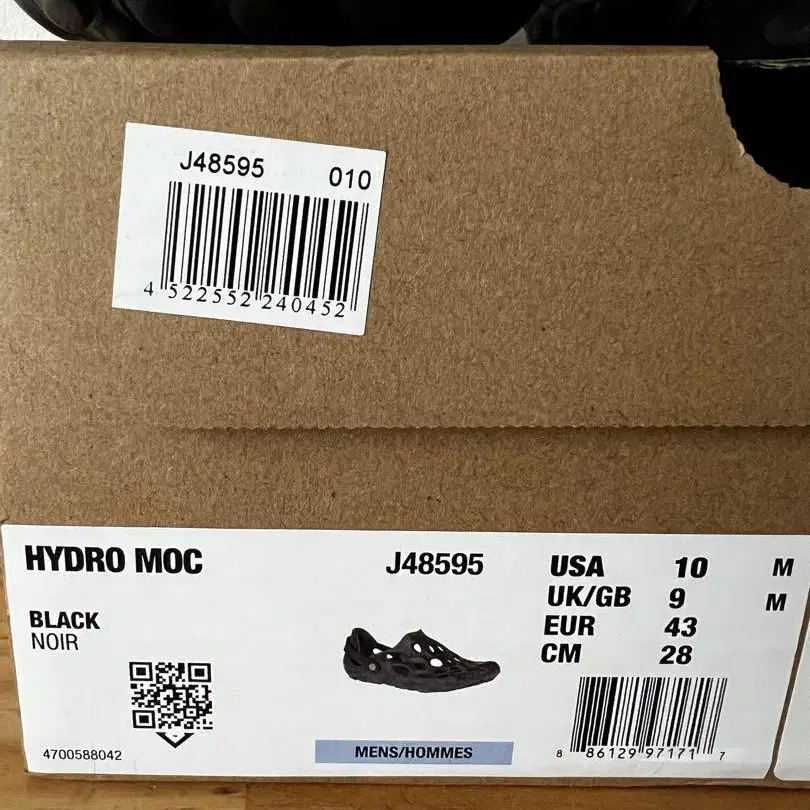 J48595 010
4 522552 240452
HYDRO MOC J48595
BLACK
NOIR
4700588042
MENS/HOMMES
USA 10 M
UK/GB 9 M
EUR 43
CM 28
8 86129 97171 7